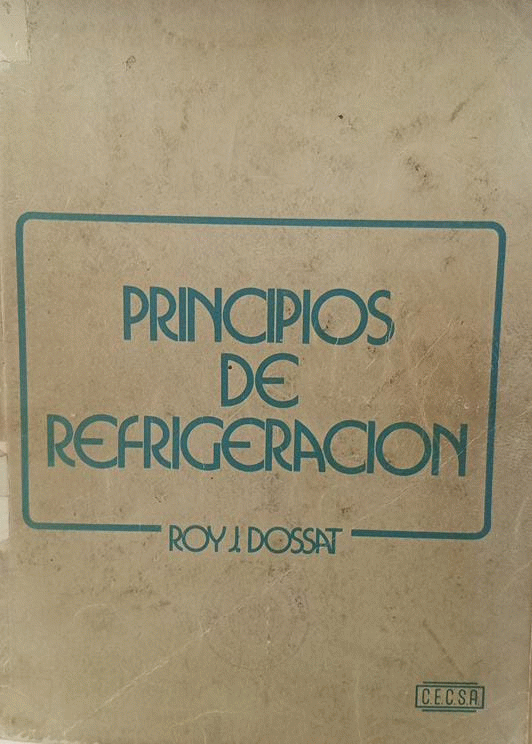 PRINCIPIOS
DE
REFRIGERACION
ROY J. DOSSAT
C.E.C.S.A.